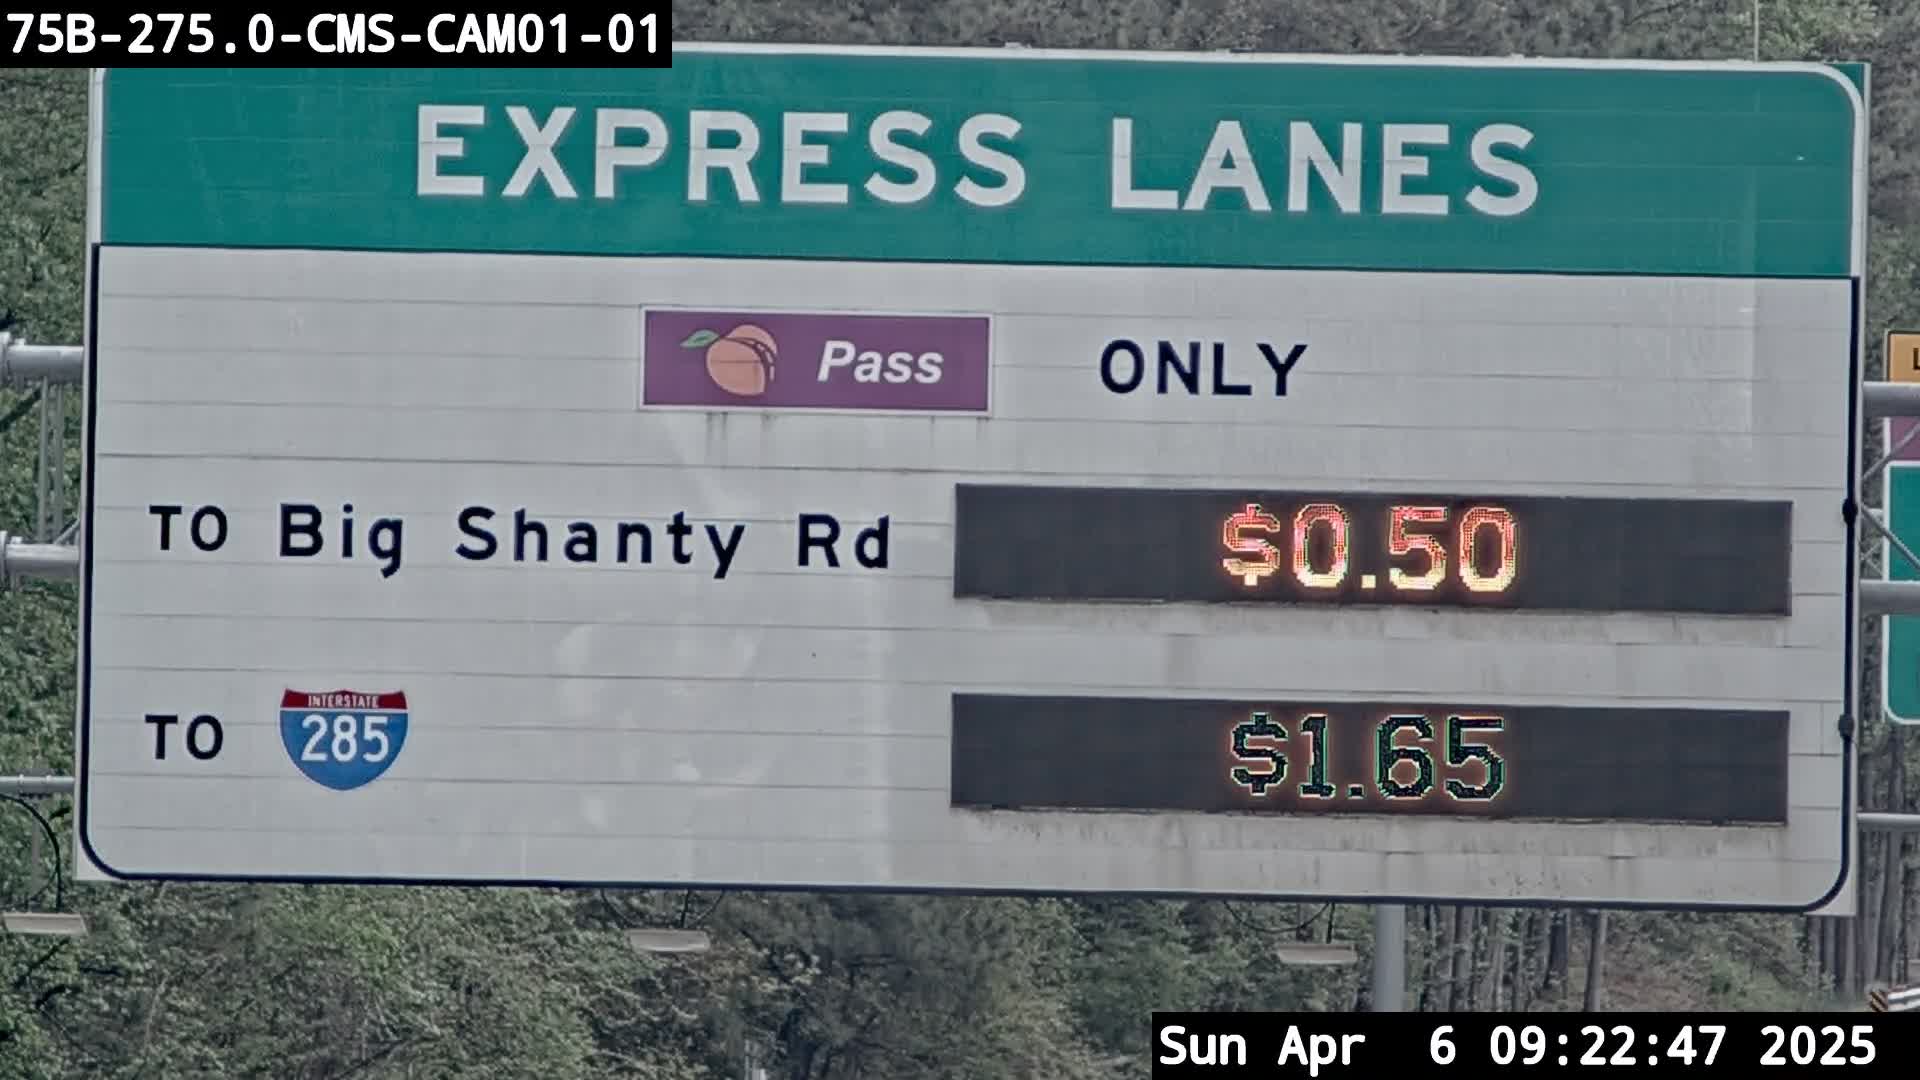 75B-275.0-CMS-CAM01-01
EXPRESS LANES
Pass ONLY
TO Big Shanty Rd $0.50
INTERSTATE
TO 285 $1.65
Sun Apr 6 09:22:47 2025